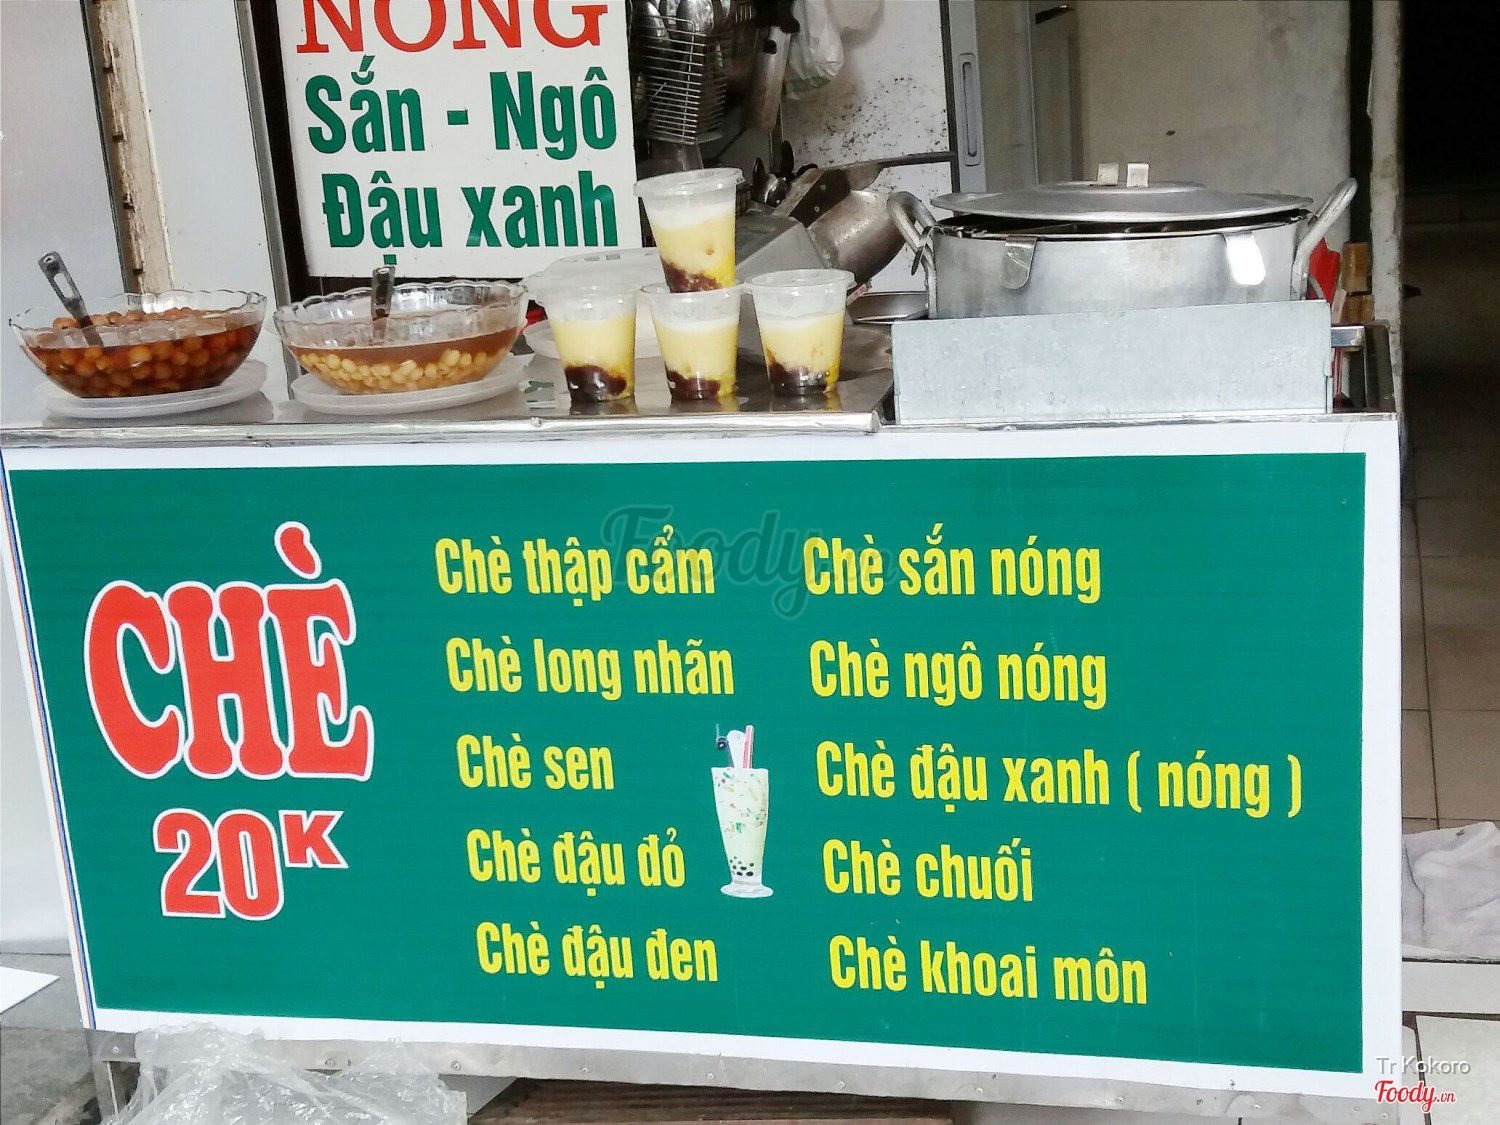 NÓNG
Sắn - Ngô
Đậu xanh
CHÈ
20K
Chè thập cẩm
Chè long nhãn
Chè sen
Chè đậu đỏ
Chè đậu đen
Chè sắn nóng
Chè ngô nóng
Chè đậu xanh ( nóng )
Chè chuối
Chè khoai môn
Foody.vn
Tr Kokoro
Foody.vn